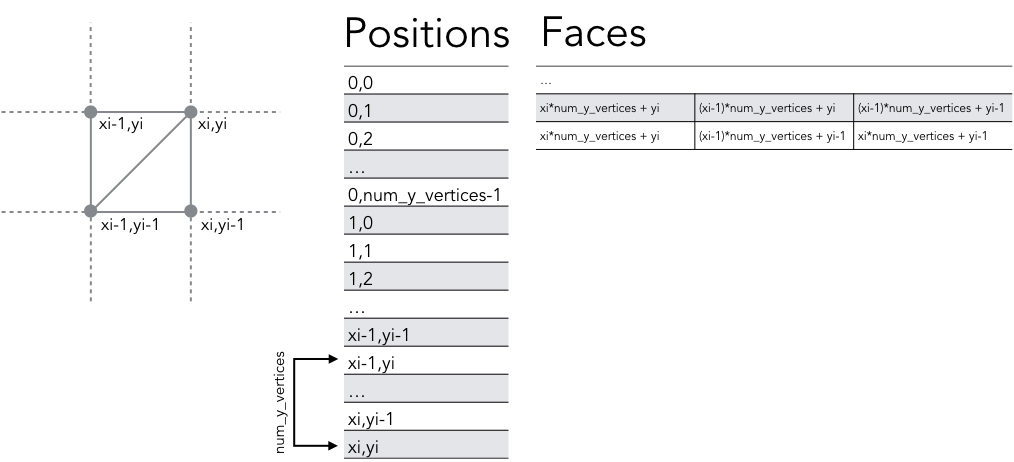 xi-1,yi
xi,yi
xi-1,yi-1
xi,yi-1
Positions
0,0
0,1
0,2
...
0,num_y_vertices-1
1,0
1,1
1,2
...
xi-1,yi-1
xi-1,yi
...
xi,yi-1
xi,yi
num_y_vertices
Faces
...
xi*num_y_vertices + yi (xi-1)*num_y_vertices + yi (xi-1)*num_y_vertices + yi-1
xi*num_y_vertices + yi (xi-1)*num_y_vertices + yi-1 xi*num_y_vertices + yi-1